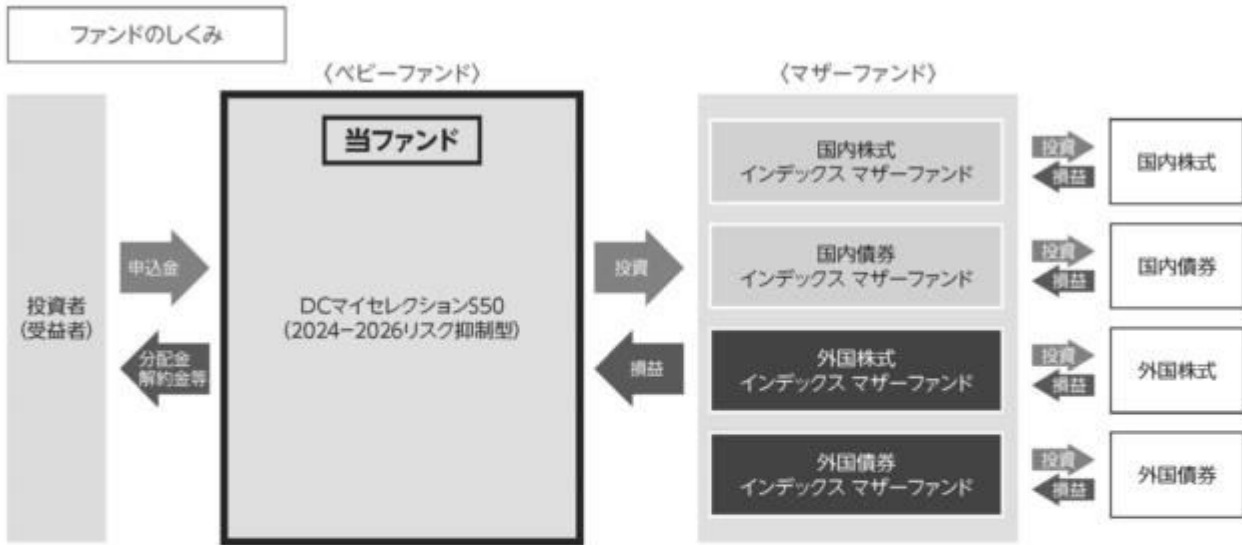 ファンドのしくみ
〈ベビーファンド〉
〈マザーファンド〉
投資者
(受益者)
申込金
分配金
解約金等
当ファンド
DCマイセレクションS50
(2024−2026リスク抑制型)
投資
損益
国内株式
インデックス マザーファンド
投資
損益
国内株式
国内債券
インデックス マザーファンド
投資
損益
国内債券
外国株式
インデックス マザーファンド
投資
損益
外国株式
外国債券
インデックス マザーファンド
投資
損益
外国債券